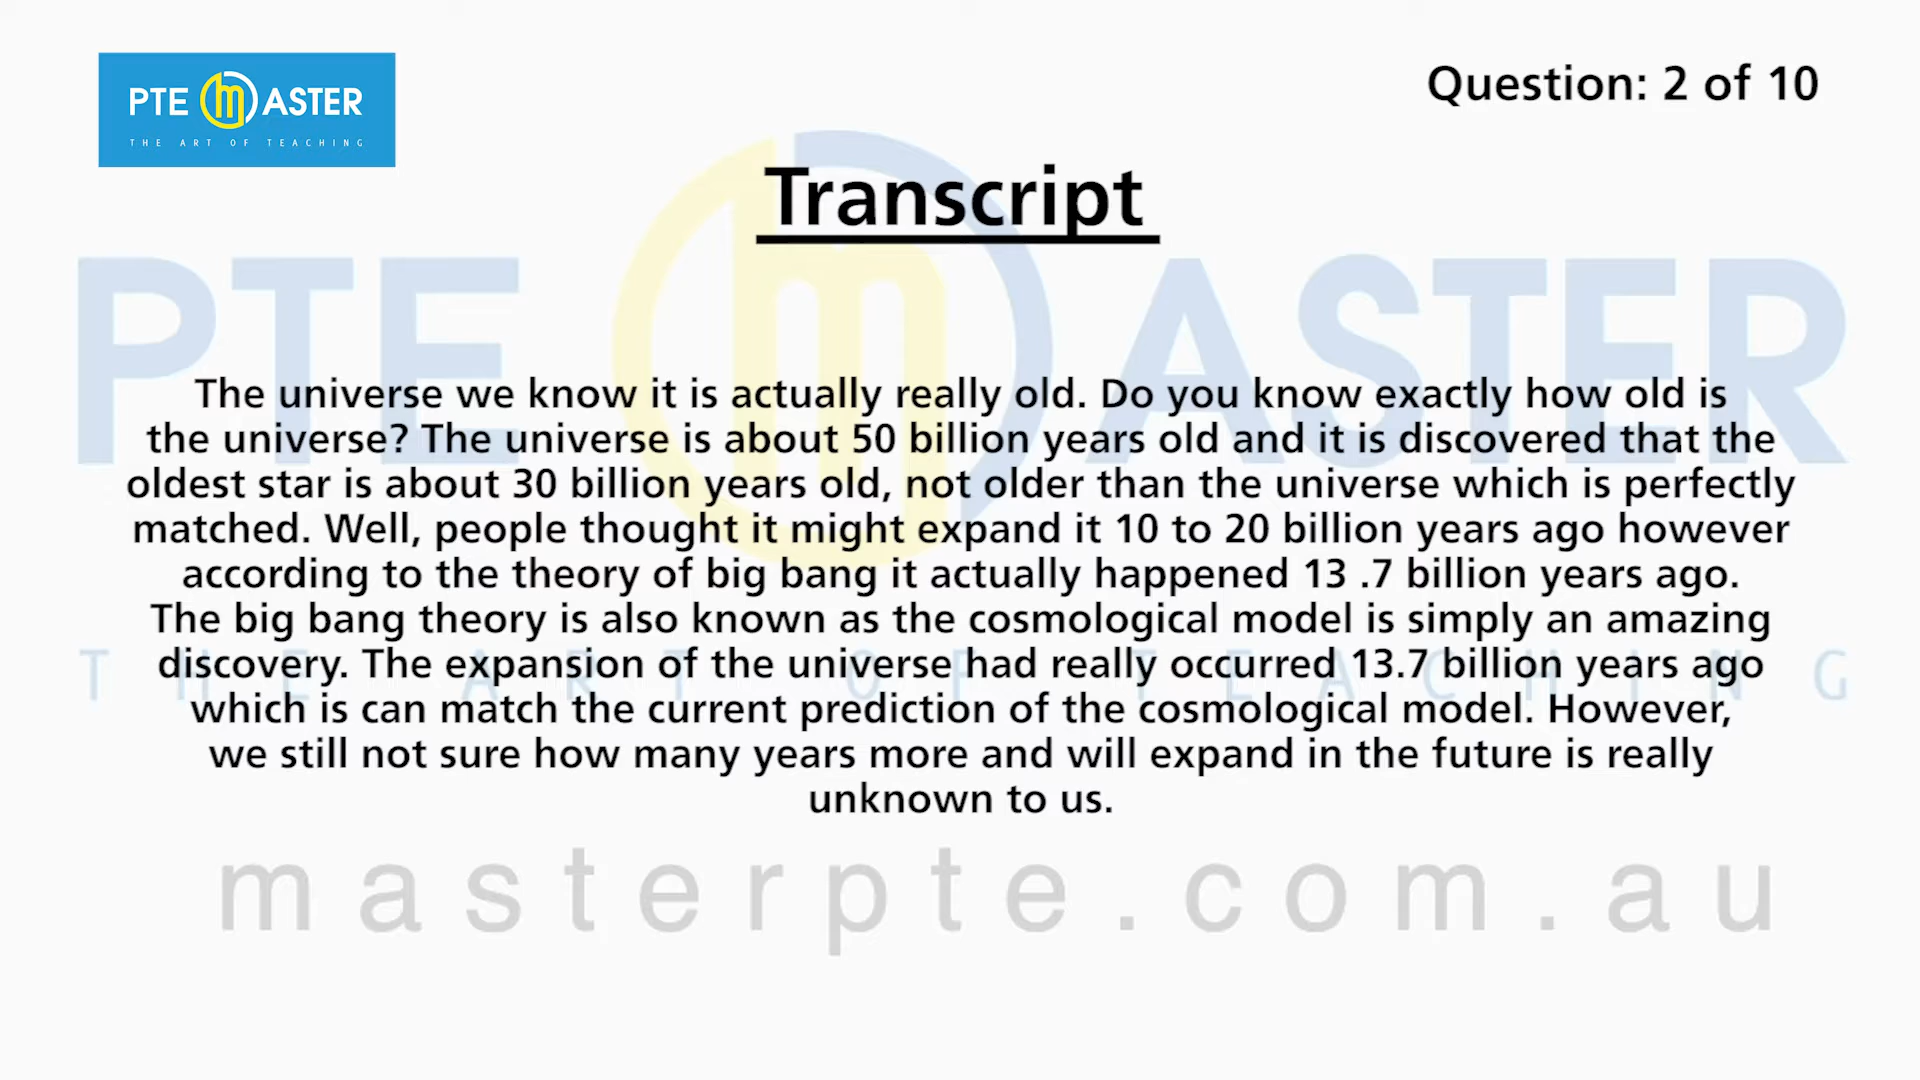 PTE MASTER
THE ART OF TEACHING
Question: 2 of 10
Transcript
PTE MASTER
The universe we know it is actually really old. Do you know exactly how old is
the universe? The universe is about 50 billion years old and it is discovered that the
oldest star is about 30 billion years old, not older than the universe which is perfectly
matched. Well, people thought it might expand it 10 to 20 billion years ago however
according to the theory of big bang it actually happened 13 .7 billion years ago.
The big bang theory is also known as the cosmological model is simply an amazing
discovery. The expansion of the universe had really occurred 13.7 billion years ago
THE ART OF TEACHING
which is can match the current prediction of the cosmological model. However,
we still not sure how many years more and will expand in the future is really
unknown to us.
masterpte.com.au